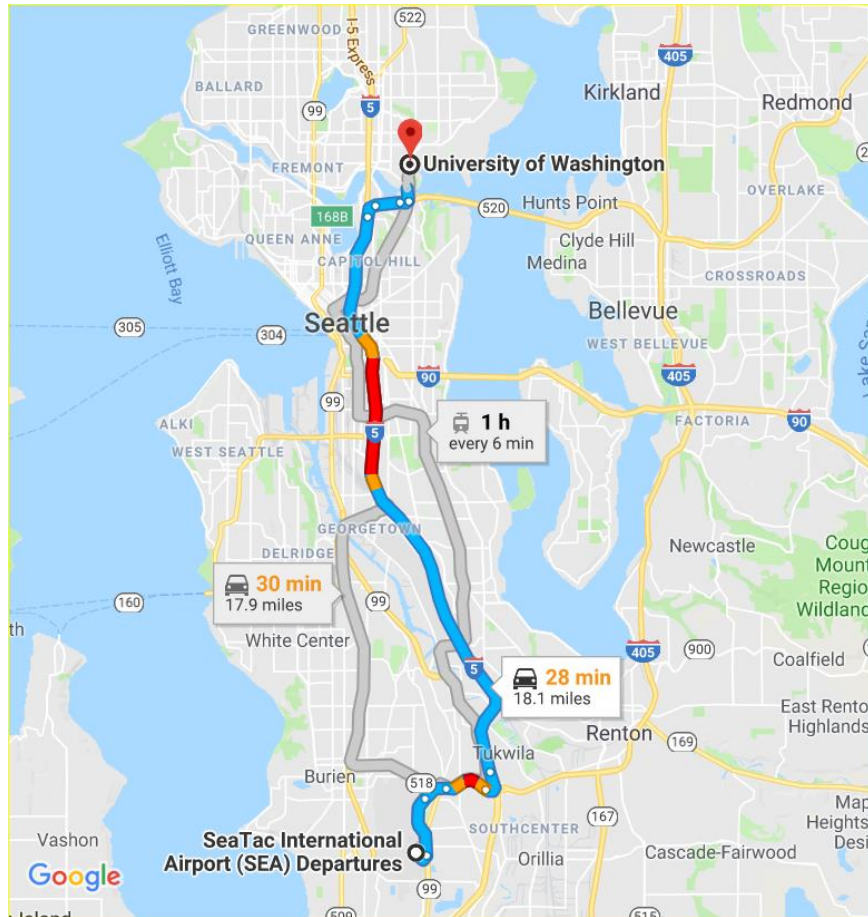 GREENWOOD
522
I-5 Express
BALLARD
99
5
405
Kirkland
Redmond
University of Washington
FREMONT
OVERLAKE
168B
520
Hunts Point
QUEEN ANNE
Clyde Hill
CAPITOL HILL
Medina
CROSSROADS
Elliott Bay
Seattle
Bellevue
305
304
WEST BELLEVUE
405
90
99
1 h
every 6 min
FACTORIA
90
ALKI
5
WEST SEATTLE
GEORGETOWN
DELRIDGE
Newcastle
30 min
17.9 miles
99
160
White Center
405
900
5
Coalfield
28 min
18.1 miles
Renton
169
Tukwila
Burien
518
167
SOUTHCENTER
Vashon
SeaTac International
Airport (SEA) Departures
Orillia
Cascade-Fairwood
Google
99
509
515